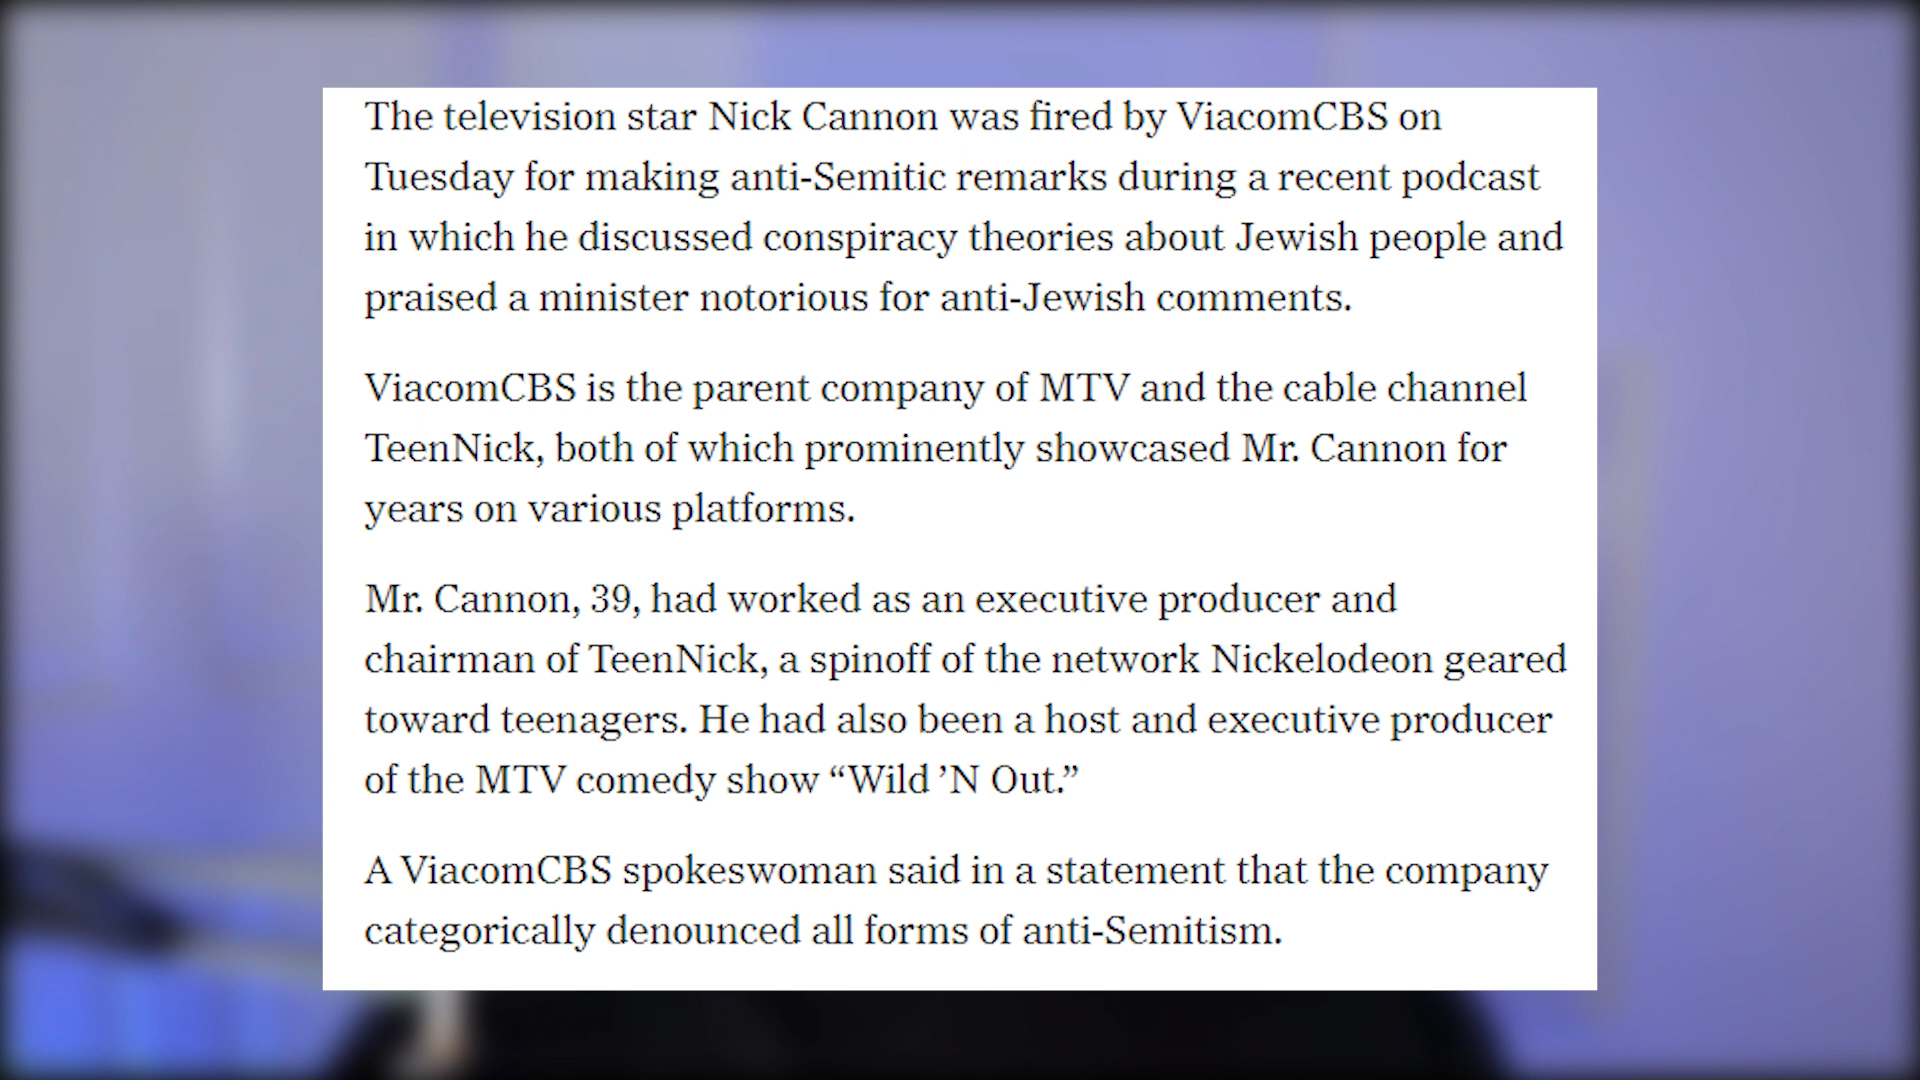 The television star Nick Cannon was fired by ViacomCBS on
Tuesday for making anti-Semitic remarks during a recent podcast
in which he discussed conspiracy theories about Jewish people and
praised a minister notorious for anti-Jewish comments.
ViacomCBS is the parent company of MTV and the cable channel
TeenNick, both of which prominently showcased Mr. Cannon for
years on various platforms.
Mr. Cannon, 39, had worked as an executive producer and
chairman of TeenNick, a spinoff of the network Nickelodeon geared
toward teenagers. He had also been a host and executive producer
of the MTV comedy show “Wild ’N Out.”
A ViacomCBS spokeswoman said in a statement that the company
categorically denounced all forms of anti-Semitism.